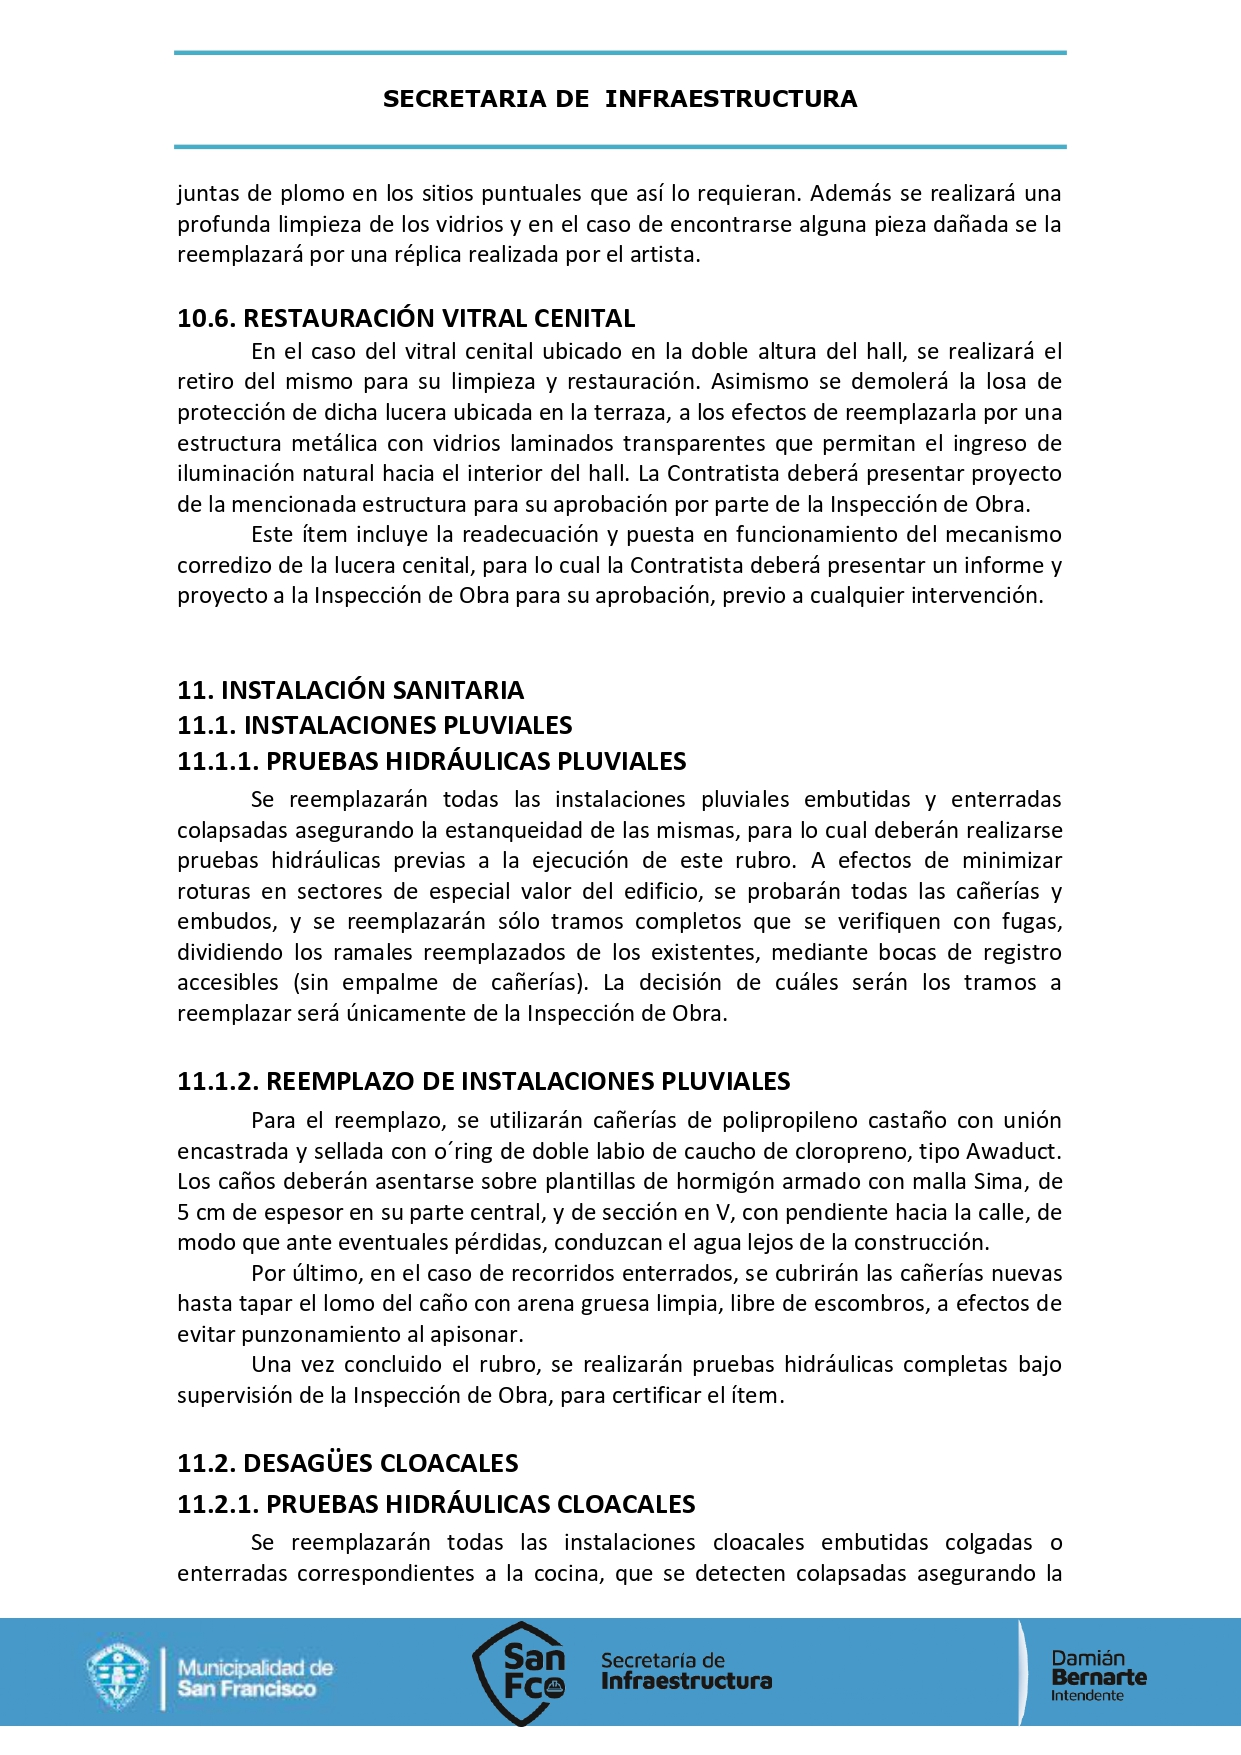 SECRETARIA DE  INFRAESTRUCTURA
juntas de plomo en los sitios puntuales que así lo requieran. Además se realizará una
profunda limpieza de los vidrios y en el caso de encontrarse alguna pieza dañada se la
reemplazará por una réplica realizada por el artista.
10.6. RESTAURACIÓN VITRAL CENITAL
En el caso del vitral cenital ubicado en la doble altura del hall, se realizará el
retiro del mismo para su limpieza y restauración. Asimismo se demolerá la losa de
protección de dicha lucera ubicada en la terraza, a los efectos de reemplazarla por una
estructura metálica con vidrios laminados transparentes que permitan el ingreso de
iluminación natural hacia el interior del hall. La Contratista deberá presentar proyecto
de la mencionada estructura para su aprobación por parte de la Inspección de Obra.
Este ítem incluye la readecuación y puesta en funcionamiento del mecanismo
corredizo de la lucera cenital, para lo cual la Contratista deberá presentar un informe y
proyecto a la Inspección de Obra para su aprobación, previo a cualquier intervención.
11. INSTALACIÓN SANITARIA
11.1. INSTALACIONES PLUVIALES
11.1.1. PRUEBAS HIDRÁULICAS PLUVIALES
Se reemplazarán todas las instalaciones pluviales embutidas y enterradas
colapsadas asegurando la estanqueidad de las mismas, para lo cual deberán realizarse
pruebas hidráulicas previas a la ejecución de este rubro. A efectos de minimizar
roturas en sectores de especial valor del edificio, se probarán todas las cañerías y
embudos, y se reemplazarán sólo tramos completos que se verifiquen con fugas,
dividiendo los ramales reemplazados de los existentes, mediante bocas de registro
accesibles (sin empalme de cañerías). La decisión de cuáles serán los tramos a
reemplazar será únicamente de la Inspección de Obra.
11.1.2. REEMPLAZO DE INSTALACIONES PLUVIALES
Para el reemplazo, se utilizarán cañerías de polipropileno castaño con unión
encastrada y sellada con o´ring de doble labio de caucho de cloropreno, tipo Awaduct.
Los caños deberán asentarse sobre plantillas de hormigón armado con malla Sima, de
5 cm de espesor en su parte central, y de sección en V, con pendiente hacia la calle, de
modo que ante eventuales pérdidas, conduzcan el agua lejos de la construcción.
Por último, en el caso de recorridos enterrados, se cubrirán las cañerías nuevas
hasta tapar el lomo del caño con arena gruesa limpia, libre de escombros, a efectos de
evitar punzonamiento al apisonar.
Una vez concluido el rubro, se realizarán pruebas hidráulicas completas bajo
supervisión de la Inspección de Obra, para certificar el ítem.
11.2. DESAGÜES CLOACALES
11.2.1. PRUEBAS HIDRÁULICAS CLOACALES
Se reemplazarán todas las instalaciones cloacales embutidas colgadas o
enterradas correspondientes a la cocina, que se detecten colapsadas asegurando la
Municipalidad de
San Francisco
San
Fco
Secretaría de
Infraestructura
Damián
Bernarte
Intendente